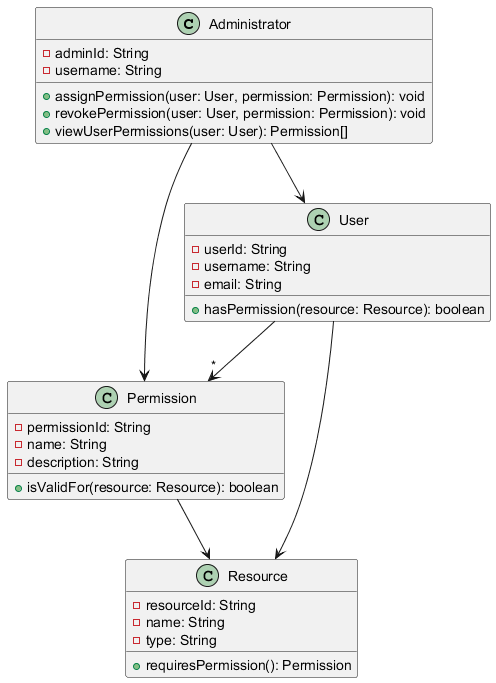 Administrator
adminId: String
username: String
assignPermission(user: User, permission: Permission): void
revokePermission(user: User, permission: Permission): void
viewUserPermissions(user: User): Permission[]
User
userId: String
username: String
email: String
hasPermission(resource: Resource): boolean
*
Permission
permissionId: String
name: String
description: String
isValidFor(resource: Resource): boolean
Resource
resourceId: String
name: String
type: String
requiresPermission(): Permission